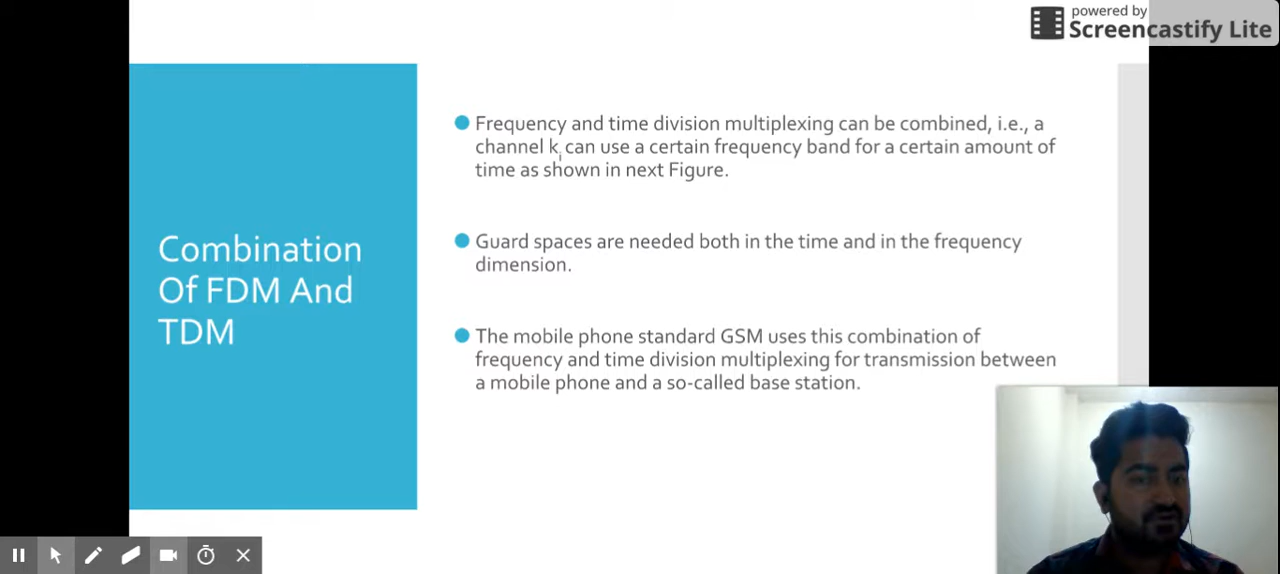 powered by
Screencastify Lite
Frequency and time division multiplexing can be combined, i.e., a
channel kᵢ can use a certain frequency band for a certain amount of
time as shown in next Figure.
Guard spaces are needed both in the time and in the frequency
dimension.
Combination
Of FDM And
TDM
The mobile phone standard GSM uses this combination of
frequency and time division multiplexing for transmission between
a mobile phone and a so-called base station.